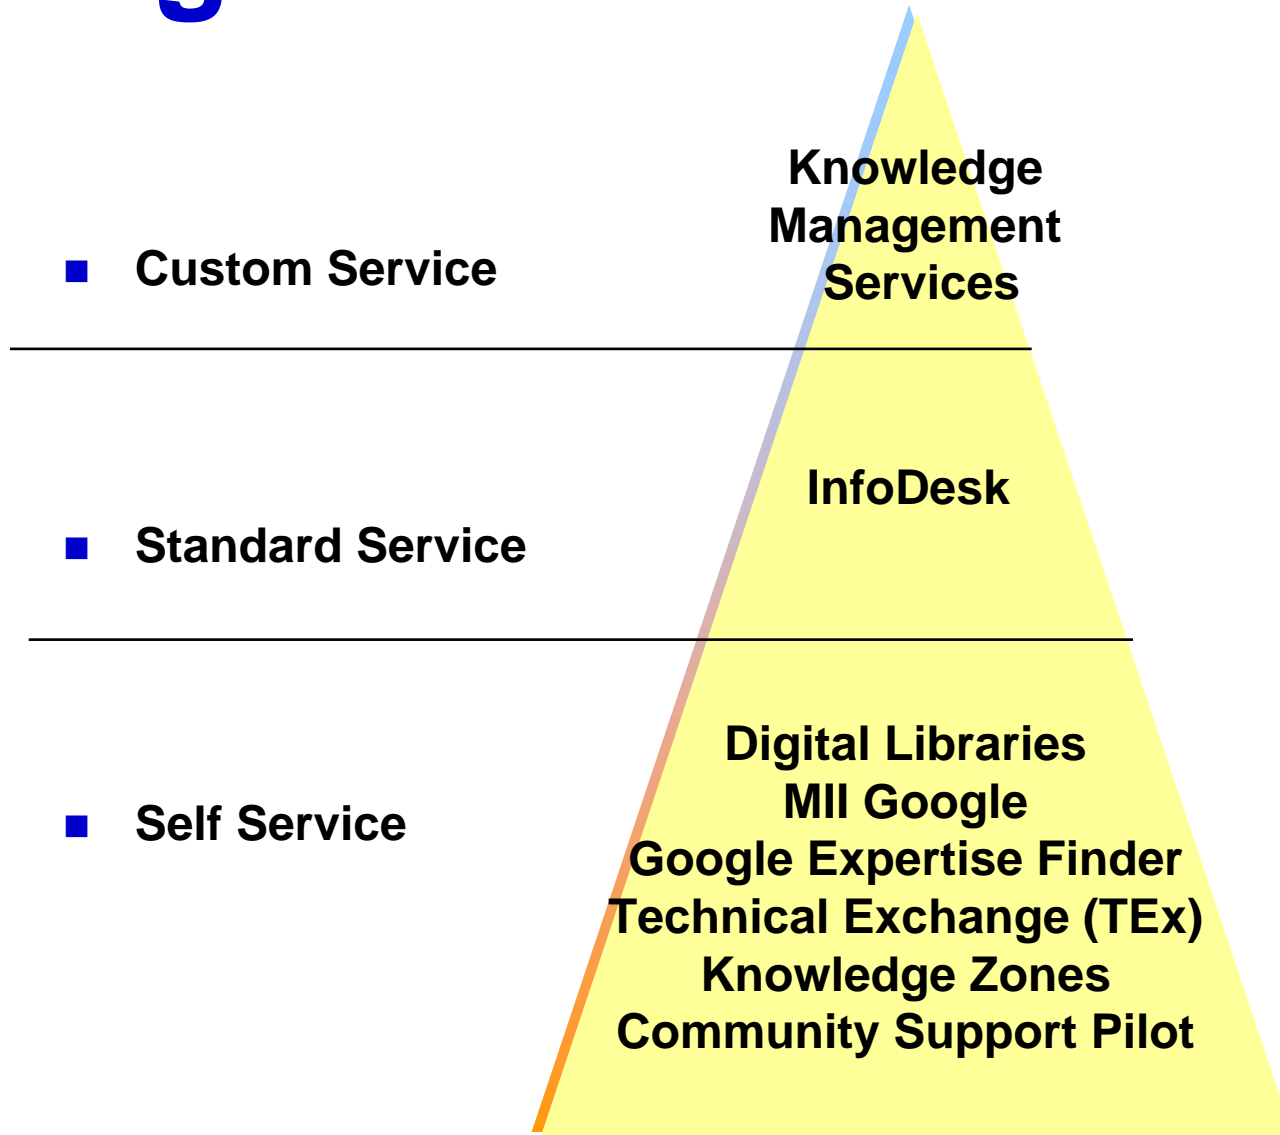 Knowledge
Management
Services
Custom Service
InfoDesk
Standard Service
Digital Libraries
MII Google
Google Expertise Finder
Technical Exchange (TEx)
Knowledge Zones
Community Support Pilot
Self Service